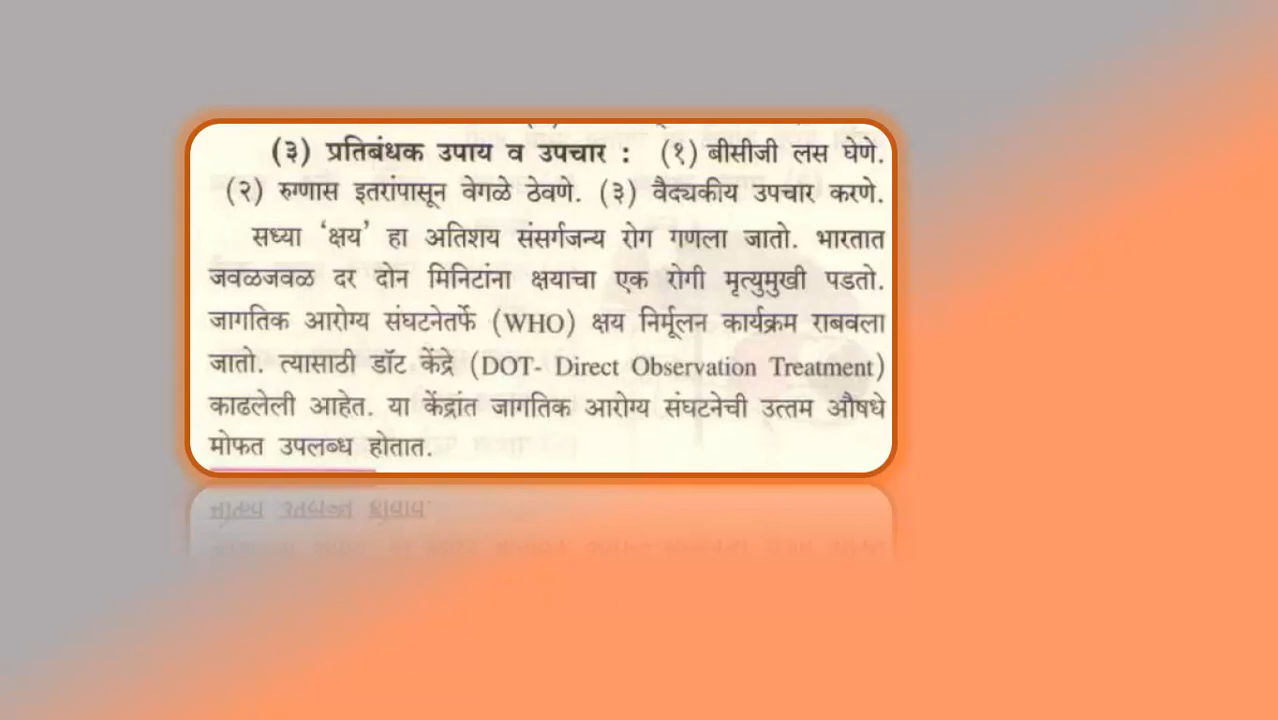 (३) प्रतिबंधक उपाय व उपचार : (१) बीसीजी लस घेणे.
(२) रुग्णास इतरांपासून वेगळे ठेवणे. (३) वैद्यकीय उपचार करणे.
सध्या ‘क्षय’ हा अतिशय संसर्गजन्य रोग गणला जातो. भारतात
जवळजवळ दर दोन मिनिटांना क्षयाचा एक रोगी मृत्युमुखी पडतो.
जागतिक आरोग्य संघटनेतर्फे (WHO) क्षय निर्मूलन कार्यक्रम राबवला
जातो. त्यासाठी डॉट केंद्रे (DOT- Direct Observation Treatment)
काढलेली आहेत. या केंद्रांत जागतिक आरोग्य संघटनेची उत्तम औषधे
मोफत उपलब्ध होतात.